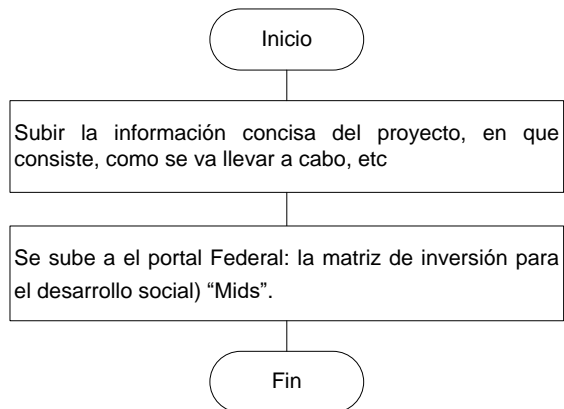 Inicio
Subir la información concisa del proyecto, en que
consiste, como se va llevar a cabo, etc
Se sube a el portal Federal: la matriz de inversión para
el desarrollo social) “Mids”.
Fin